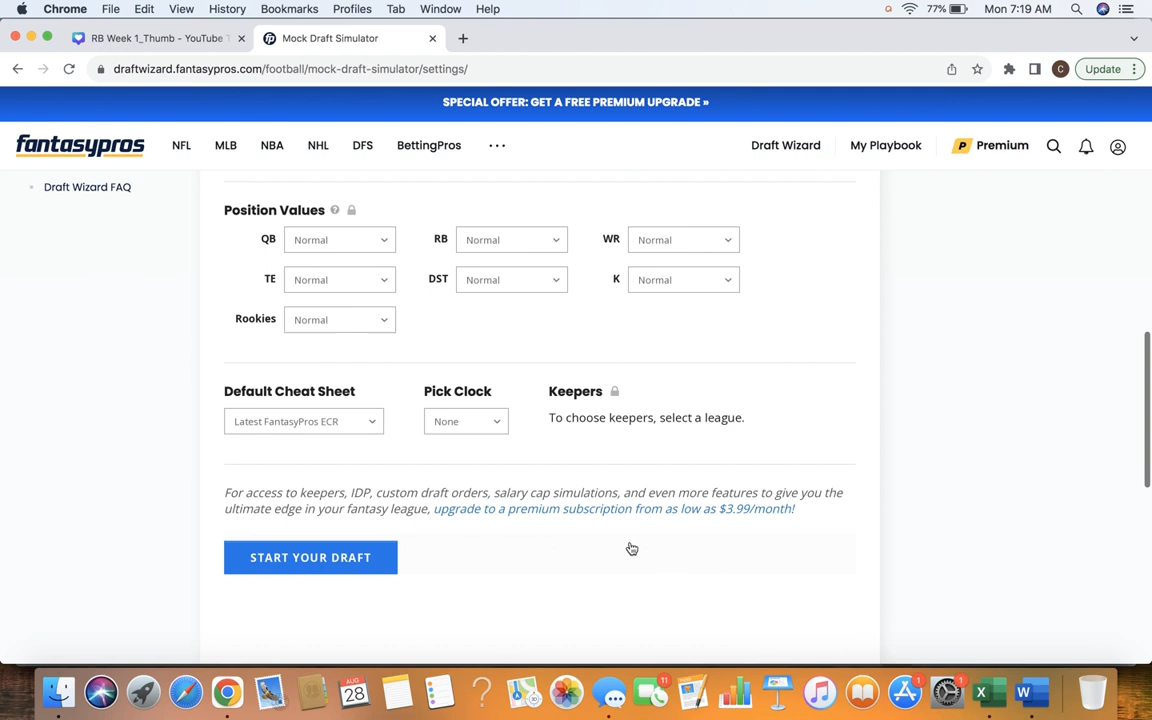 Chrome File Edit View History Bookmarks Profiles Tab Window Help 77% Mon 7:19 AM
RB Week 1_Thumb - YouTube T Mock Draft Simulator
draftwizard.fantasypros.com/football/mock-draft-simulator/settings/ C Update
SPECIAL OFFER: GET A FREE PREMIUM UPGRADE »
fantasypros NFL MLB NBA NHL DFS BettingPros ... Draft Wizard My Playbook P Premium
Draft Wizard FAQ
Position Values ?
QB Normal RB Normal WR Normal
TE Normal DST Normal K Normal
Rookies Normal
Default Cheat Sheet Pick Clock Keepers
Latest FantasyPros ECR None To choose keepers, select a league.
For access to keepers, IDP, custom draft orders, salary cap simulations, and even more features to give you the
ultimate edge in your fantasy league, upgrade to a premium subscription from as low as $3.99/month!
START YOUR DRAFT
AUG 28 ? 11 1 1 X W